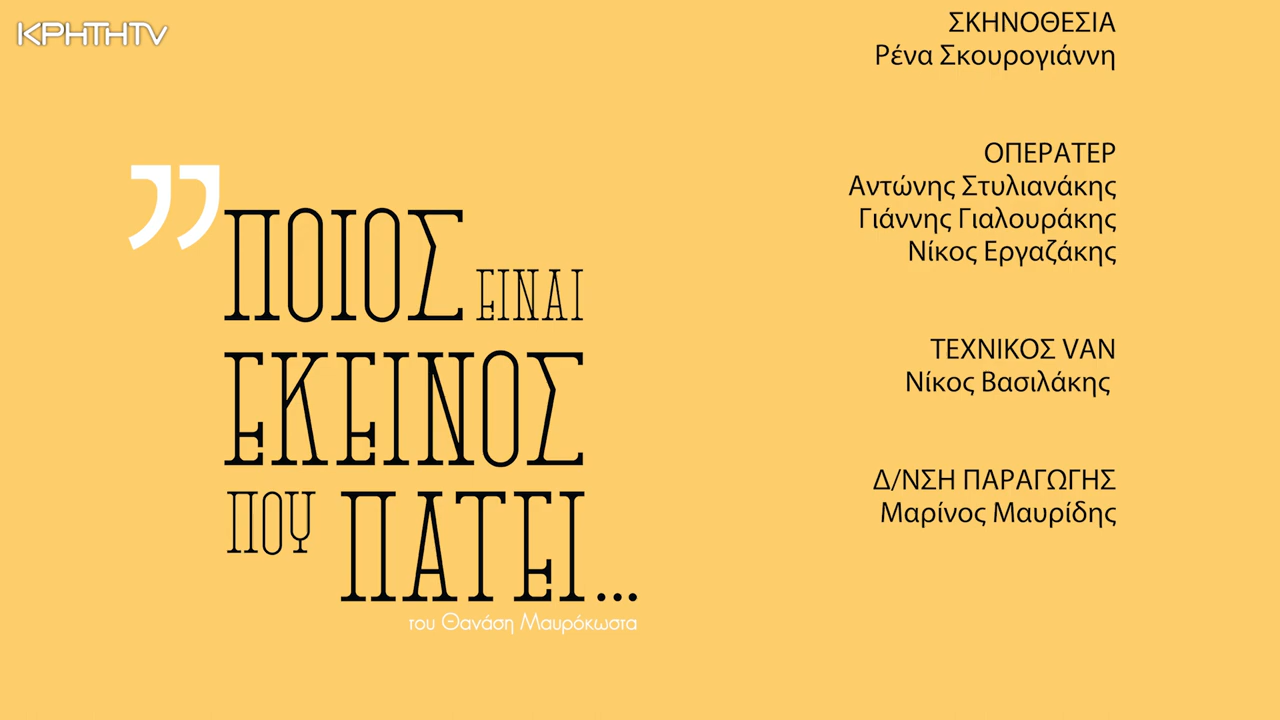 ΚΡΗΤΗTV
ΣΚΗΝΟΘΕΣΙΑ
Ρένα Σκουρογιάννη
ΟΠΕΡΑΤΕΡ
Αντώνης Στυλιανάκης
Γιάννης Γιαλουράκης
Νίκος Εργαζάκης
ΤΕΧΝΙΚΟΣ VAN
Νίκος Βασιλάκης
Δ/ΝΣΗ ΠΑΡΑΓΩΓΗΣ
Μαρίνος Μαυρίδης
”ΠΟΙΟΣ ΕΙΝΑΙ
ΕΚΕΙΝΟΣ
ΠΟΥ ΠΑΤΕΙ...
του Θανάση Μαυρόκωστα